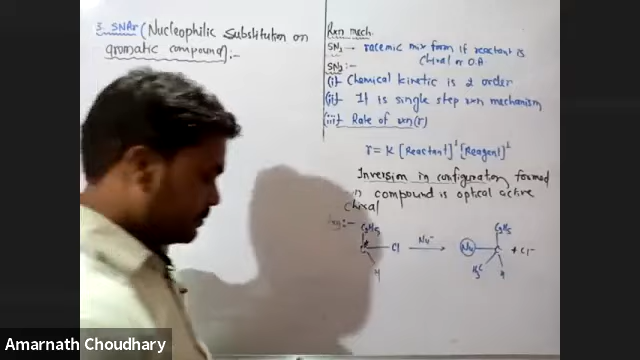 3. SNAr (Nucleophilic Substitution on
aromatic compound) :-
Rxn mech.
SN1 → racemic mix form if reactant is
chiral or O.A
SN2 :-
(i) Chemical kinetic is 2 order
(ii) It is single step rxn mechanism
(iii) Rate of rxn (r)
r = K [Reactant]¹ [Reagent]¹
Inversion in configuration formed
compound is optical active
chiral
C2H5 C2H5
Cl Nu⁻ → Nu C + Cl⁻
H H3C H
Amarnath Choudhary